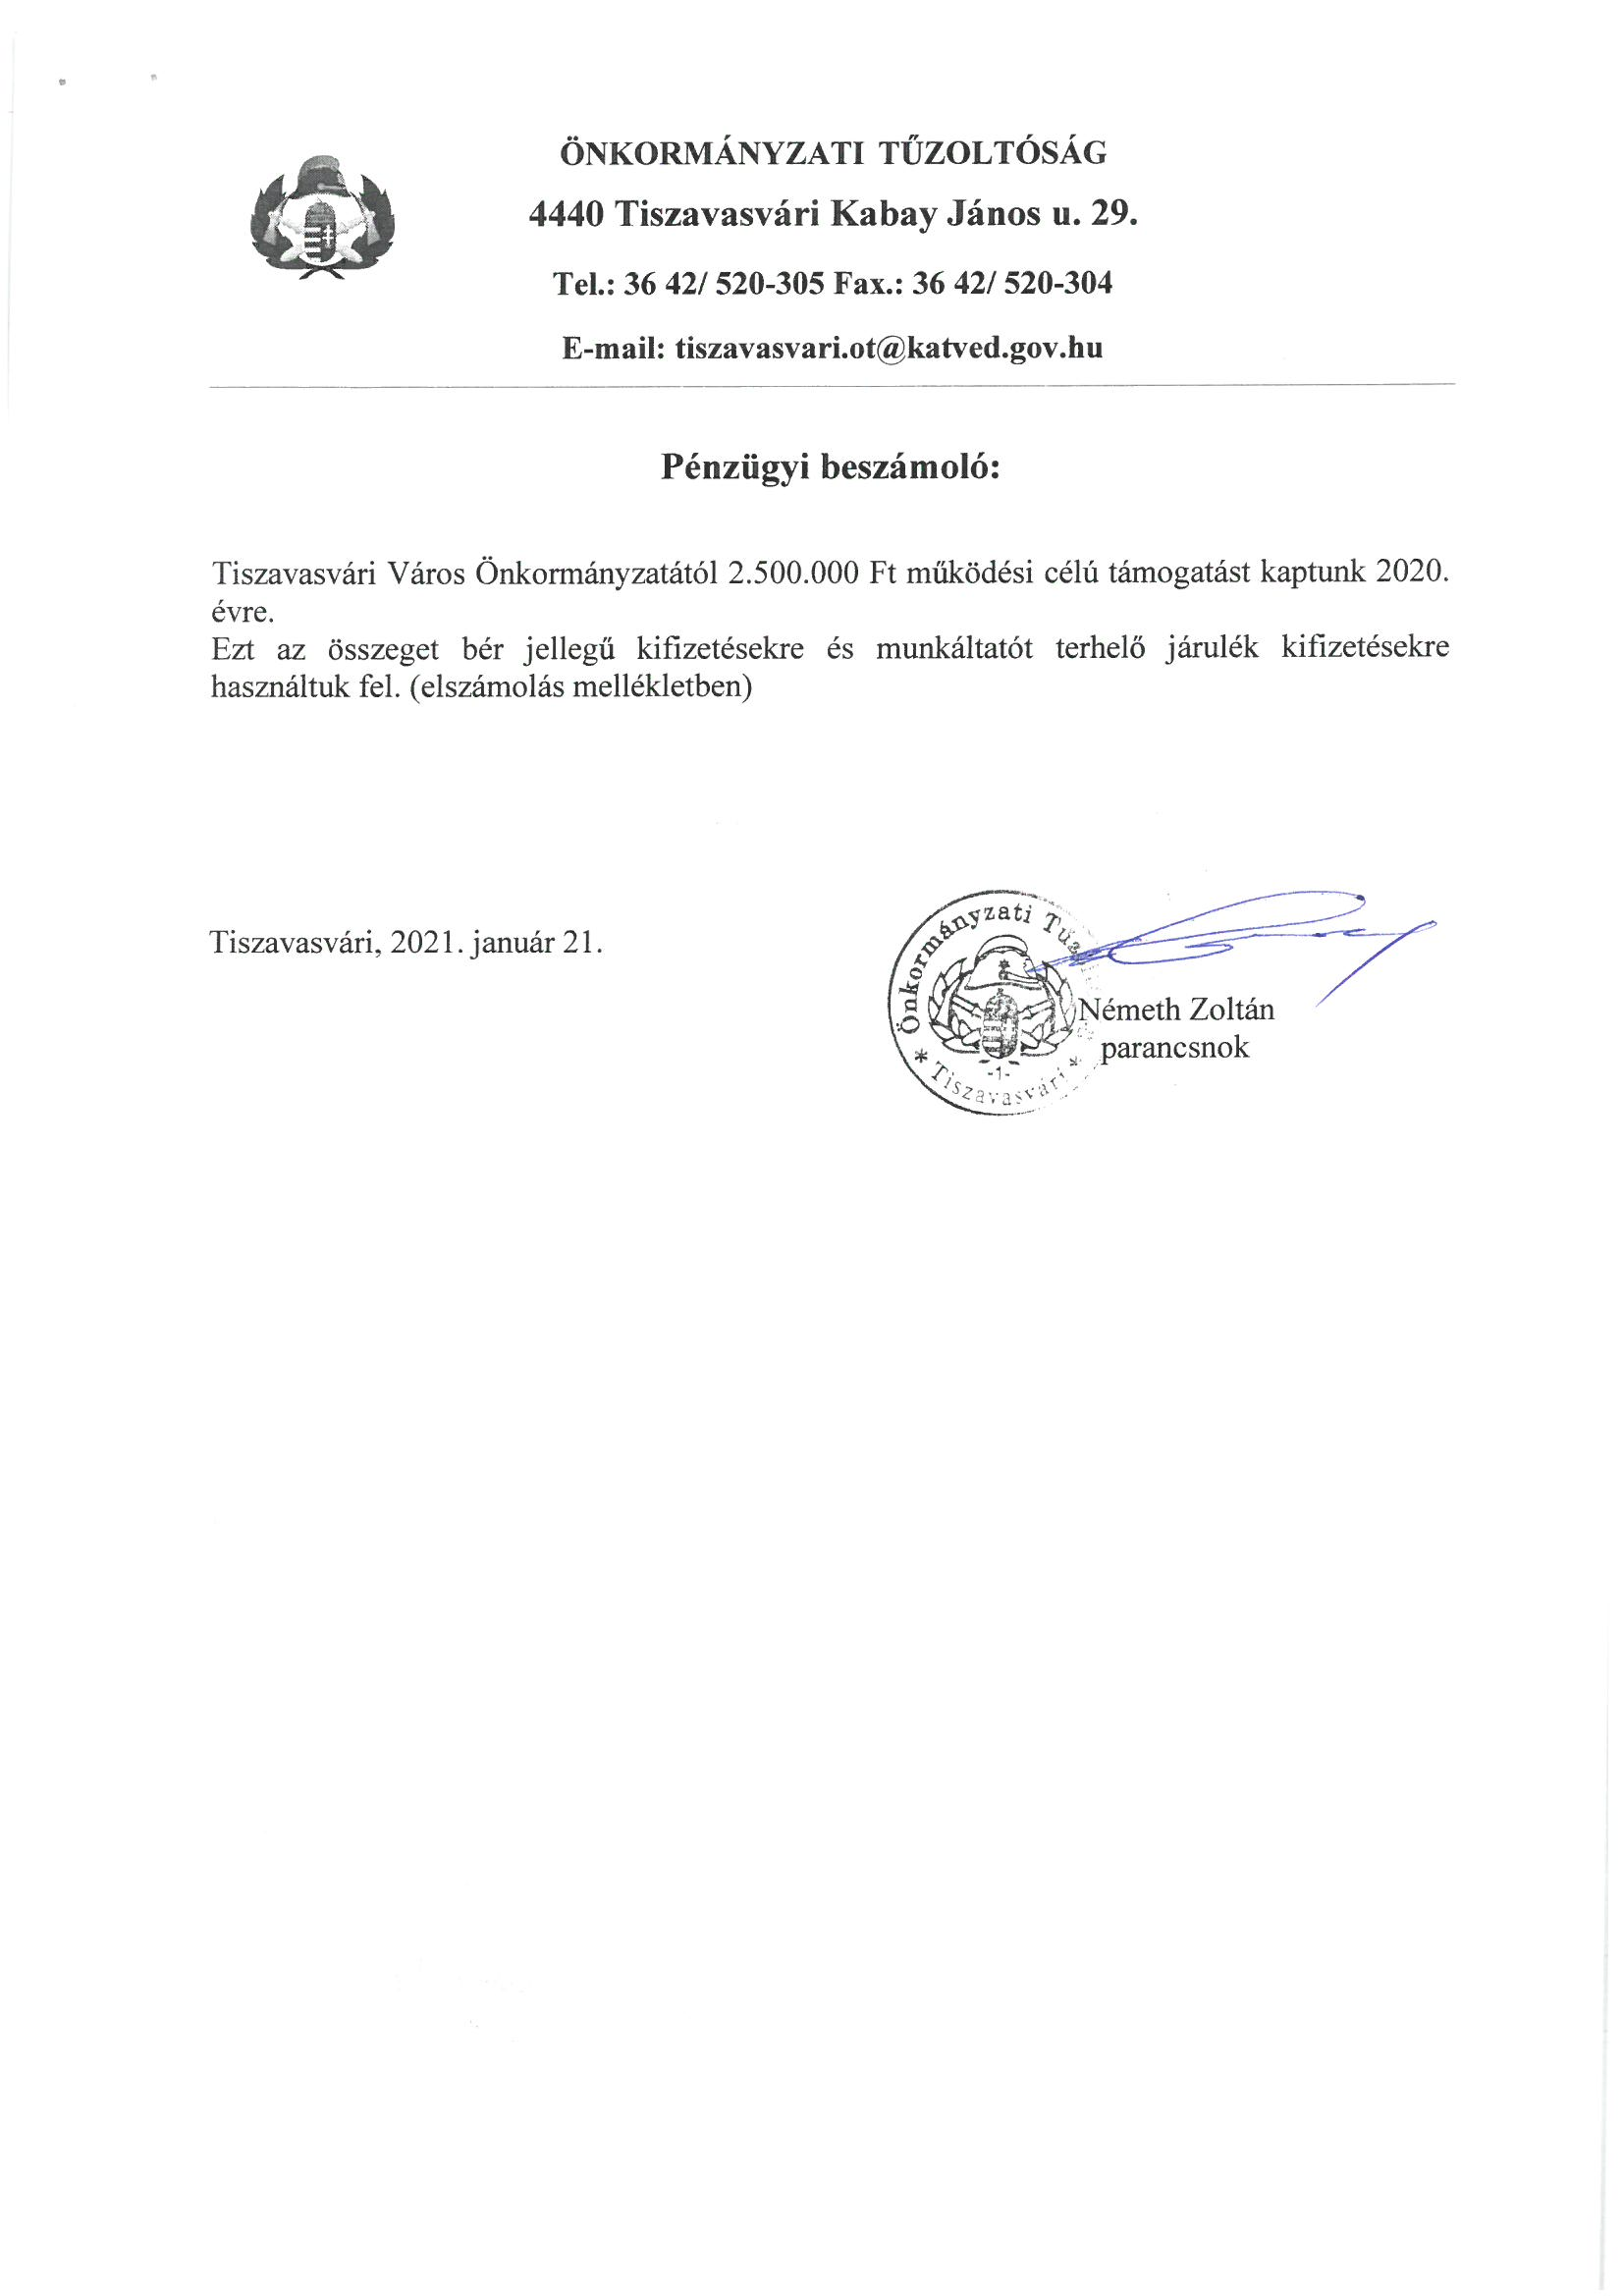 ÖNKORMÁNYZATI TŰZOLTÓSÁG
4440 Tiszavasvári Kabay János u. 29.
Tel.: 36 42/ 520-305 Fax.: 36 42/ 520-304
E-mail: tiszavasvari.ot@katved.gov.hu
Pénzügyi beszámoló:
Tiszavasvári Város Önkormányzatától 2.500.000 Ft működési célú támogatást kaptunk 2020.
évre.
Ezt az összeget bér jellegű kifizetésekre és munkáltatót terhelő járulék kifizetésekre
használtuk fel. (elszámolás mellékletben)
Tiszavasvári, 2021. január 21.
Önkormányzati
* Tiszavasvári *
-1-
Németh Zoltán
parancsnok